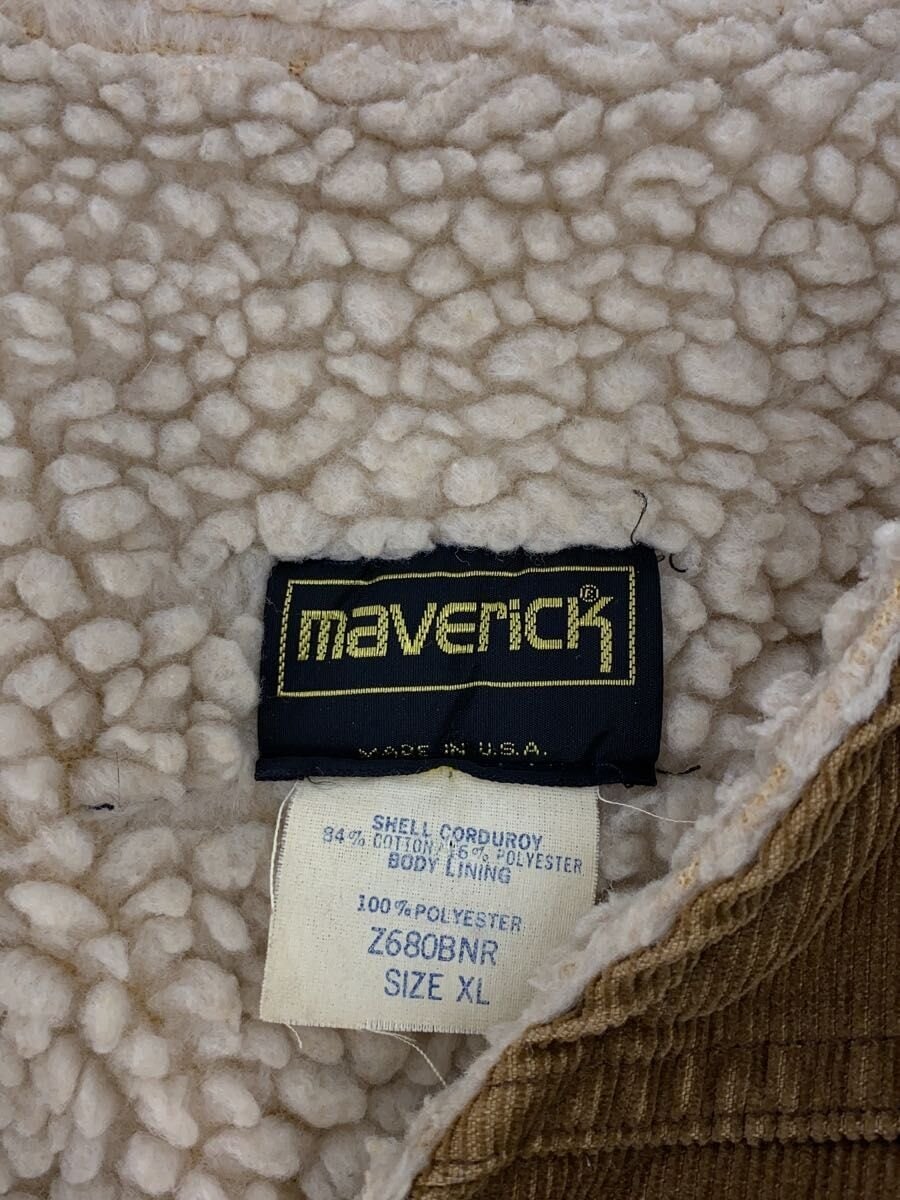 maverick®
MADE IN U.S.A.
SHELL CORDUROY
84% COTTON 16% POLYESTER
BODY LINING
100% POLYESTER
Z680BNR
SIZE XL